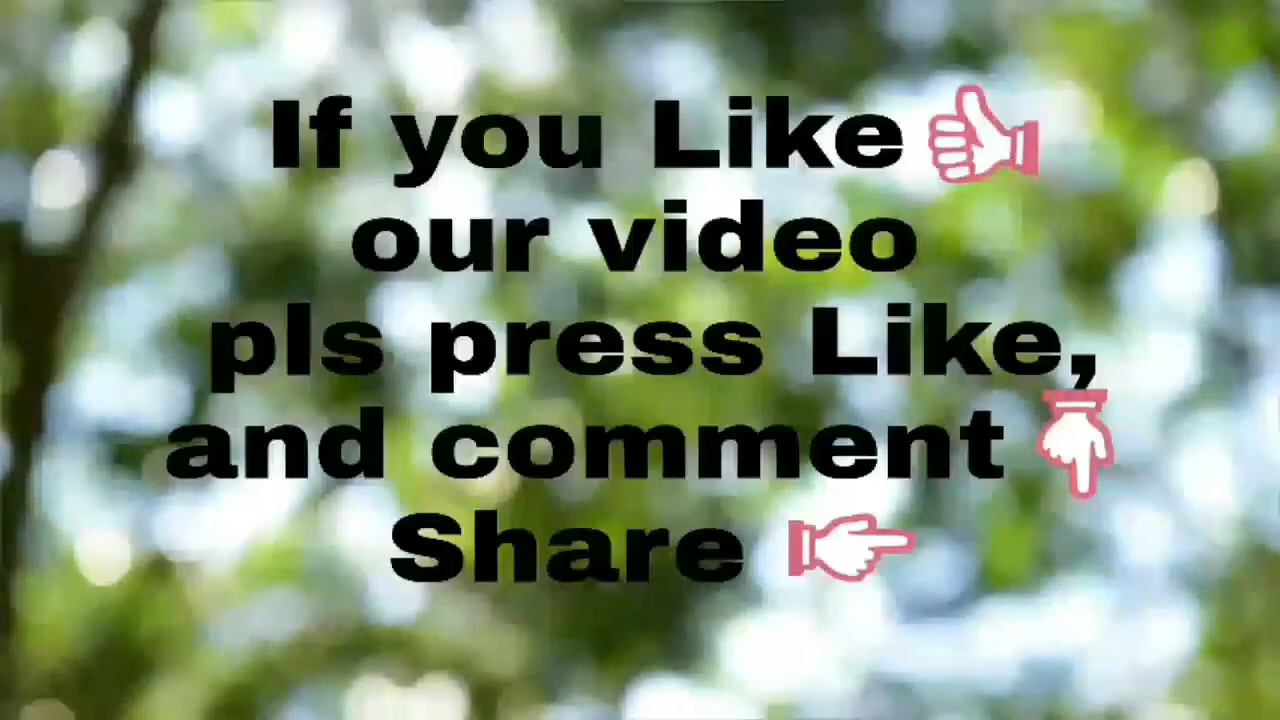 If you Like 👍
our video
pls press Like,
and comment 👇
Share 👉